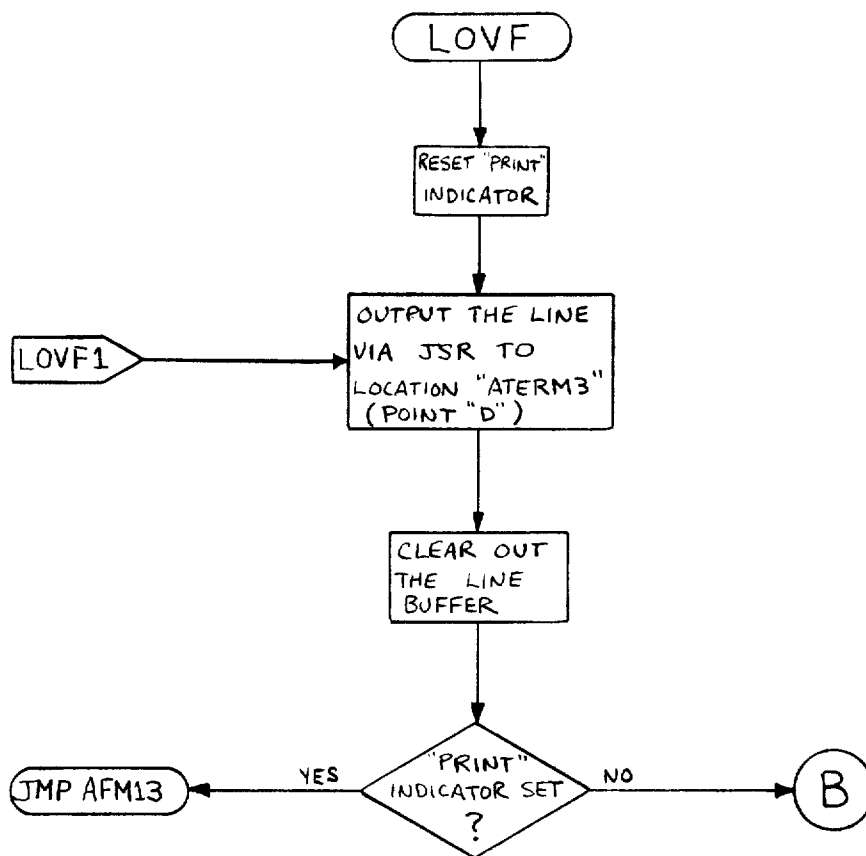 LOVF
RESET "PRINT"
INDICATOR
OUTPUT THE LINE
VIA JSR TO
LOCATION "ATERM3"
(POINT "D")
LOVF1
CLEAR OUT
THE LINE
BUFFER
"PRINT"
INDICATOR SET
?
YES
NO
JMP AFM13
B